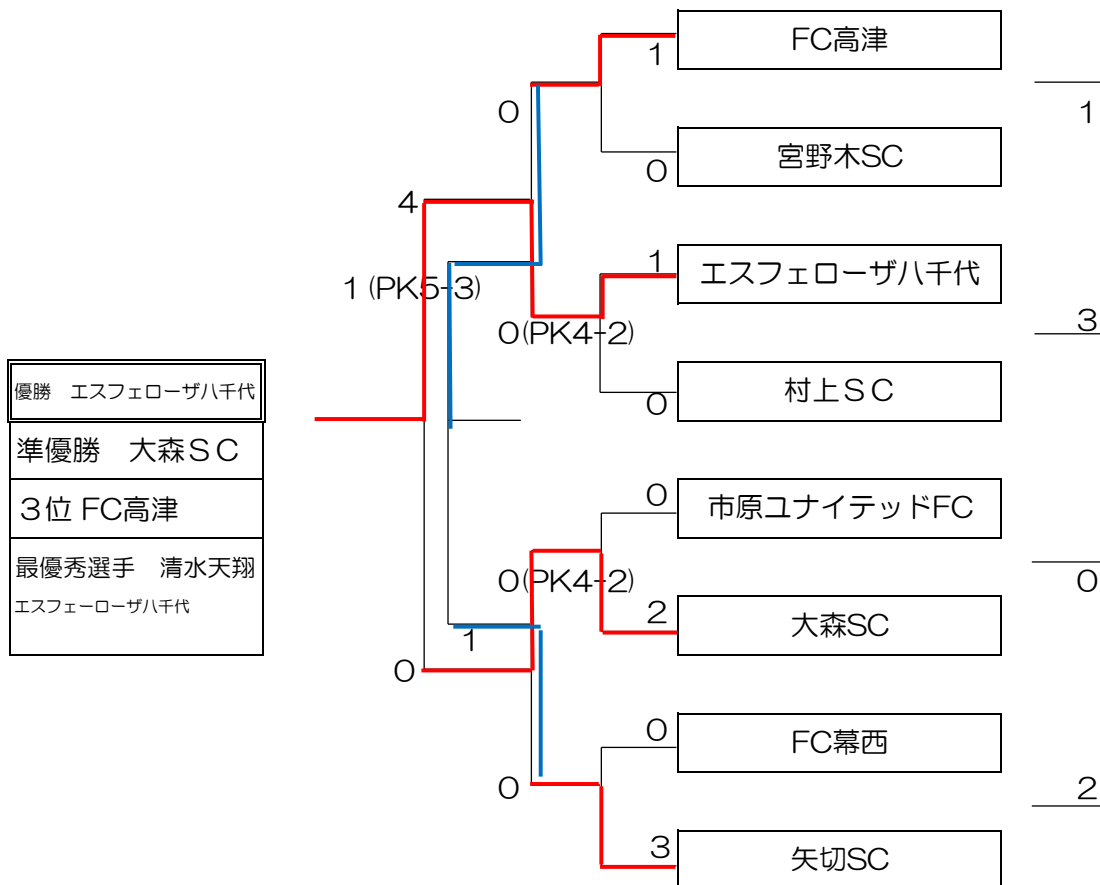 FC高津
1
0
1
宮野木SC
0
4
1
エスフェローザ八千代
1 (PK5-3)
0(PK4-2)
3
優勝　エスフェローザ八千代
村上ＳＣ
0
準優勝　大森ＳＣ
３位 FC高津
0
市原ユナイテッドFC
最優秀選手　清水天翔
エスフェーローザ八千代
0(PK4-2)
0
2
大森SC
1
0
0
FC幕西
0
2
3
矢切SC